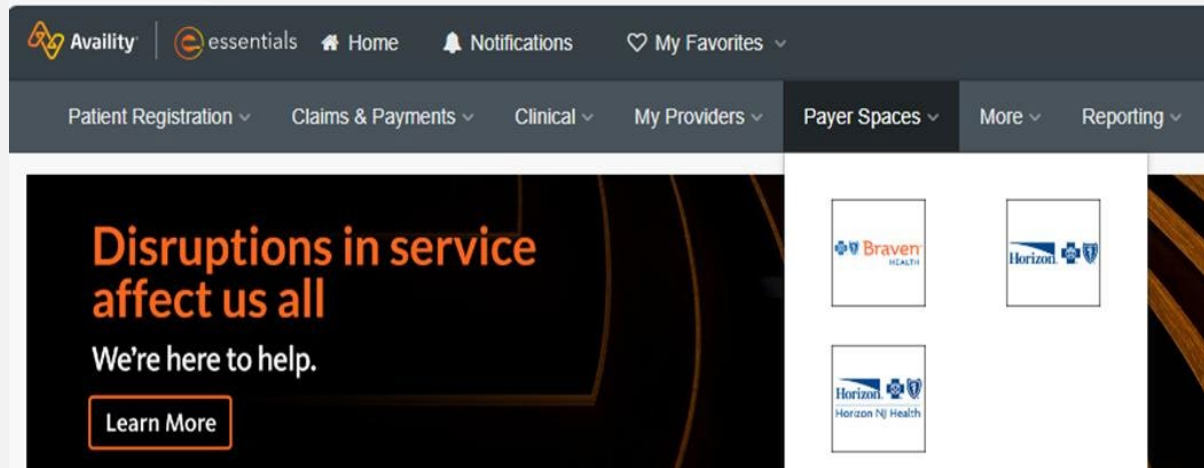 Availity essentials Home Notifications My Favorites
Patient Registration Claims & Payments Clinical My Providers Payer Spaces More Reporting
Disruptions in service
affect us all
We're here to help.
Learn More
Braven
HEALTH
Horizon
Horizon
Horizon NJ Health